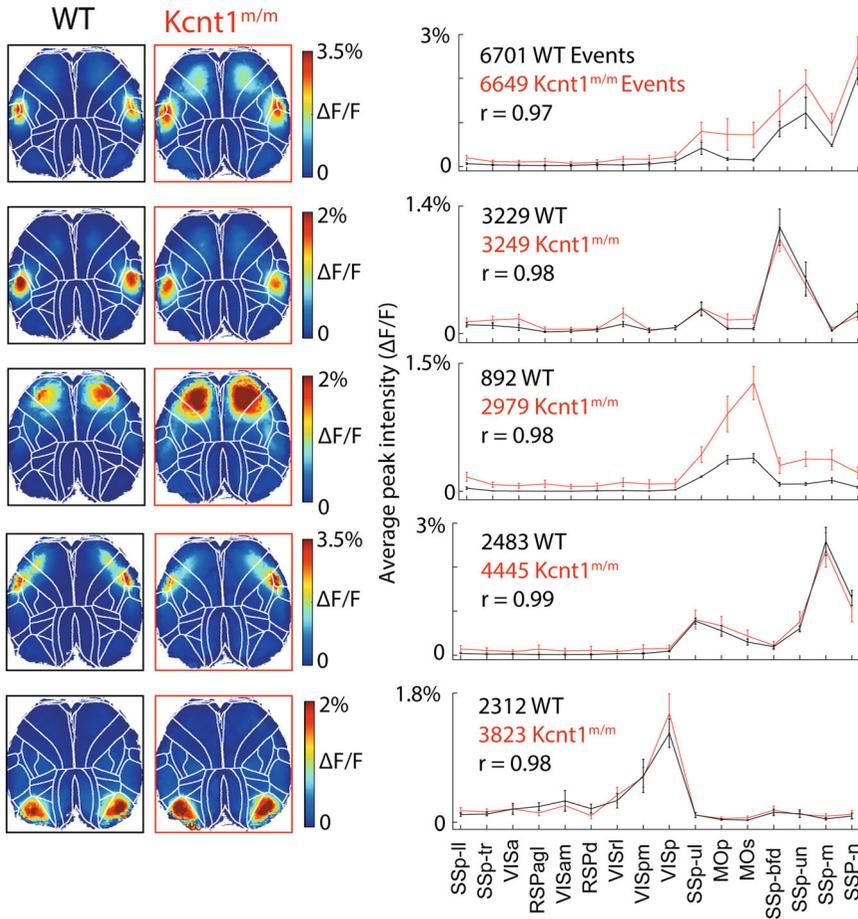 WT
Kcnt1m/m
3.5%
ΔF/F
0
3%
6701 WT Events
6649 Kcnt1m/m Events
r = 0.97
0
2%
ΔF/F
0
1.4%
3229 WT
3249 Kcnt1m/m
r = 0.98
0
2%
ΔF/F
0
1.5%
892 WT
2979 Kcnt1m/m
r = 0.98
0
3.5%
ΔF/F
0
3%
2483 WT
4445 Kcnt1m/m
r = 0.99
0
2%
ΔF/F
0
1.8%
2312 WT
3823 Kcnt1m/m
r = 0.98
0
Average peak intensity (ΔF/F)
SSp-ll
SSp-tr
VISa
RSPagl
VISam
RSPd
VISrl
VISpm
VISp
SSp-ul
MOp
MOs
SSp-bfd
SSp-un
SSp-m
SSP-n